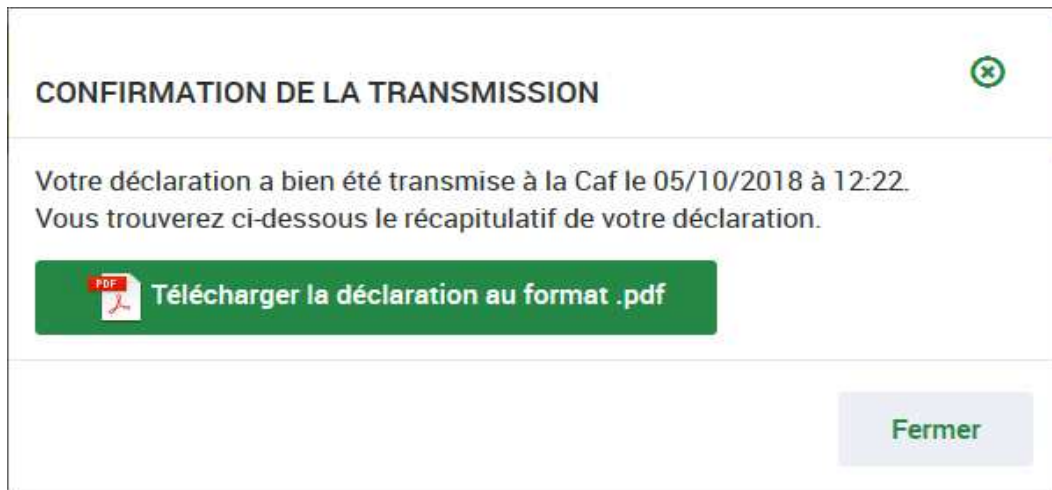 CONFIRMATION DE LA TRANSMISSION
Votre déclaration a bien été transmise à la Caf le 05/10/2018 à 12:22.
Vous trouverez ci-dessous le récapitulatif de votre déclaration.
PDF
Télécharger la déclaration au format .pdf
Fermer